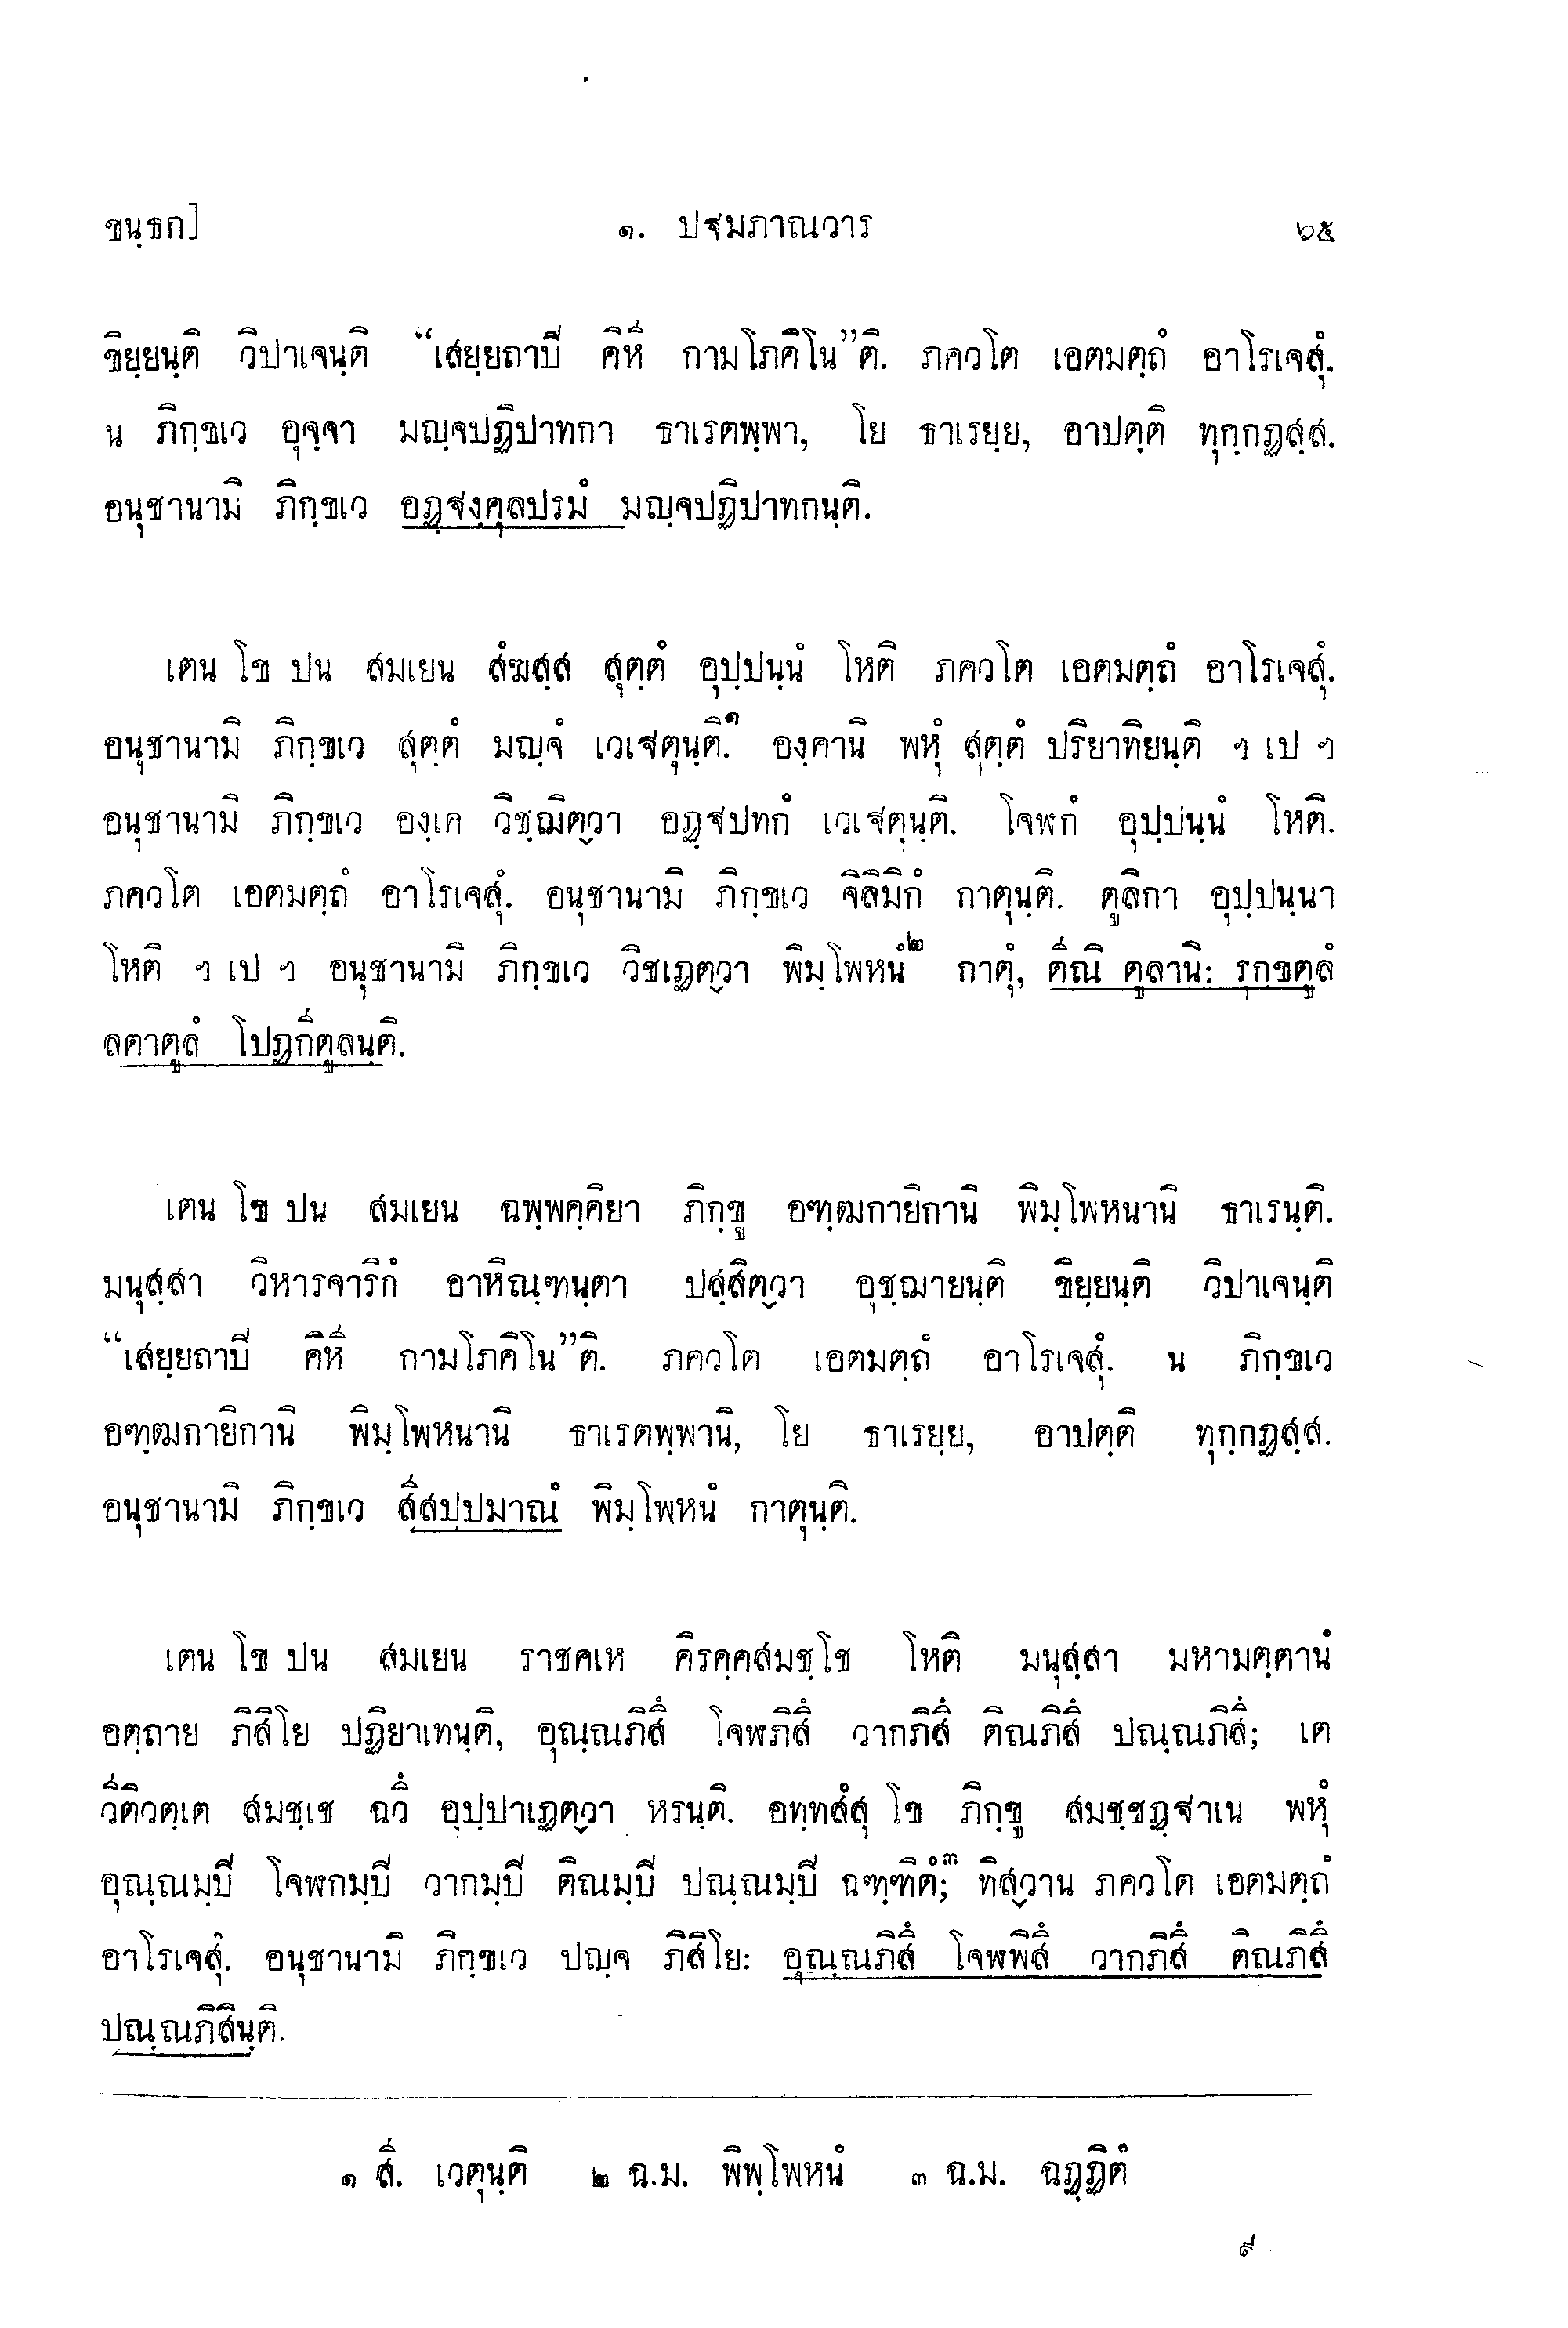 ขนฺธก] ๑. ปฐมภาณวาร ๖๕
ขิยฺยนฺติ วิปาเจนฺติ “เสยฺยถาปี คิหี กามโภคิโน”ติ. ภควโต เอตมตฺถํ อาโรเจสุํ.
น ภิกฺขเว อุจฺจา มญฺจปฏิปาทกา ธาเรตพฺพา, โย ธาเรยฺย, อาปตฺติ ทุกฺกฏสฺส.
อนุชานามิ ภิกฺขเว อฏฺฐงฺคุลปรมํ มญฺจปฏิปาทกนฺติ.
เตน โข ปน สมเยน สํฆสฺส สุตฺตํ อุปฺปนฺนํ โหติ ภควโต เอตมตฺถํ อาโรเจสุํ.
อนุชานามิ ภิกฺขเว สุตฺตํ มญฺจํ เวเฐตุนฺติ.๑ องฺคานิ พหุํ สุตฺตํ ปริยาทิยนฺติ ฯ เป ฯ
อนุชานามิ ภิกฺขเว องฺเค วิชฺฌิตฺวา อฏฺฐปทกํ เวเฐตุนฺติ. โจฬกํ อุปฺปนฺนํ โหติ.
ภควโต เอตมตฺถํ อาโรเจสุํ. อนุชานามิ ภิกฺขเว จิลิมิกํ กาตุนฺติ. ตูลิกา อุปฺปนฺนา
โหติ ฯ เป ฯ อนุชานามิ ภิกฺขเว วิชเฏตฺวา พิมฺโพหนํ๒ กาตุํ, ตีณิ ตูลานิ: รุกฺขตูลํ
ลตาตูลํ โปฏกีตูลนฺติ.
เตน โข ปน สมเยน ฉพฺพคฺคิยา ภิกฺขู อฑฺฒกายิกานิ พิมฺโพหนานิ ธาเรนฺติ.
มนุสฺสา วิหารจาริกํ อาหิณฺฑนฺตา ปสฺสิตฺวา อุชฺฌายนฺติ ขิยฺยนฺติ วิปาเจนฺติ
“เสยฺยถาปี คิหี กามโภคิโน”ติ. ภควโต เอตมตฺถํ อาโรเจสุํ. น ภิกฺขเว
อฑฺฒกายิกานิ พิมฺโพหนานิ ธาเรตพฺพานิ, โย ธาเรยฺย, อาปตฺติ ทุกฺกฏสฺส.
อนุชานามิ ภิกฺขเว สีสปฺปมาณํ พิมฺโพหนํ กาตุนฺติ.
เตน โข ปน สมเยน ราชคเห คิรคฺคสมชฺโช โหติ มนุสฺสา มหามตฺตานํ
อตฺถาย ภิสิโย ปฏิยาเทนฺติ, อุณฺณภิสึ โจฬภิสึ วากภิสึ ติณภิสึ ปณฺณภิสึ; เต
วีติวตฺเต สมชฺเช ฉวึ อุปฺปาเฏตฺวา หรนฺติ. อทฺทสํสุ โข ภิกฺขู สมชฺชฏฺฐาเน พหุํ
อุณฺณมฺปี โจฬกมฺปี วากมฺปี ติณมฺปี ปณฺณมฺปี ฉฑฺฑิตํ;๓ ทิสฺวาน ภควโต เอตมตฺถํ
อาโรเจสุํ. อนุชานามิ ภิกฺขเว ปญฺจ ภิสิโย: อุณฺณภิสึ โจฬพิสึ วากภิสึ ติณภิสึ
ปณฺณภิสินฺติ.
๑ สี. เวตุนฺติ ๒ ฉ.ม. พิพฺโพหนํ ๓ ฉ.ม. ฉฏฺฏิตํ
๙